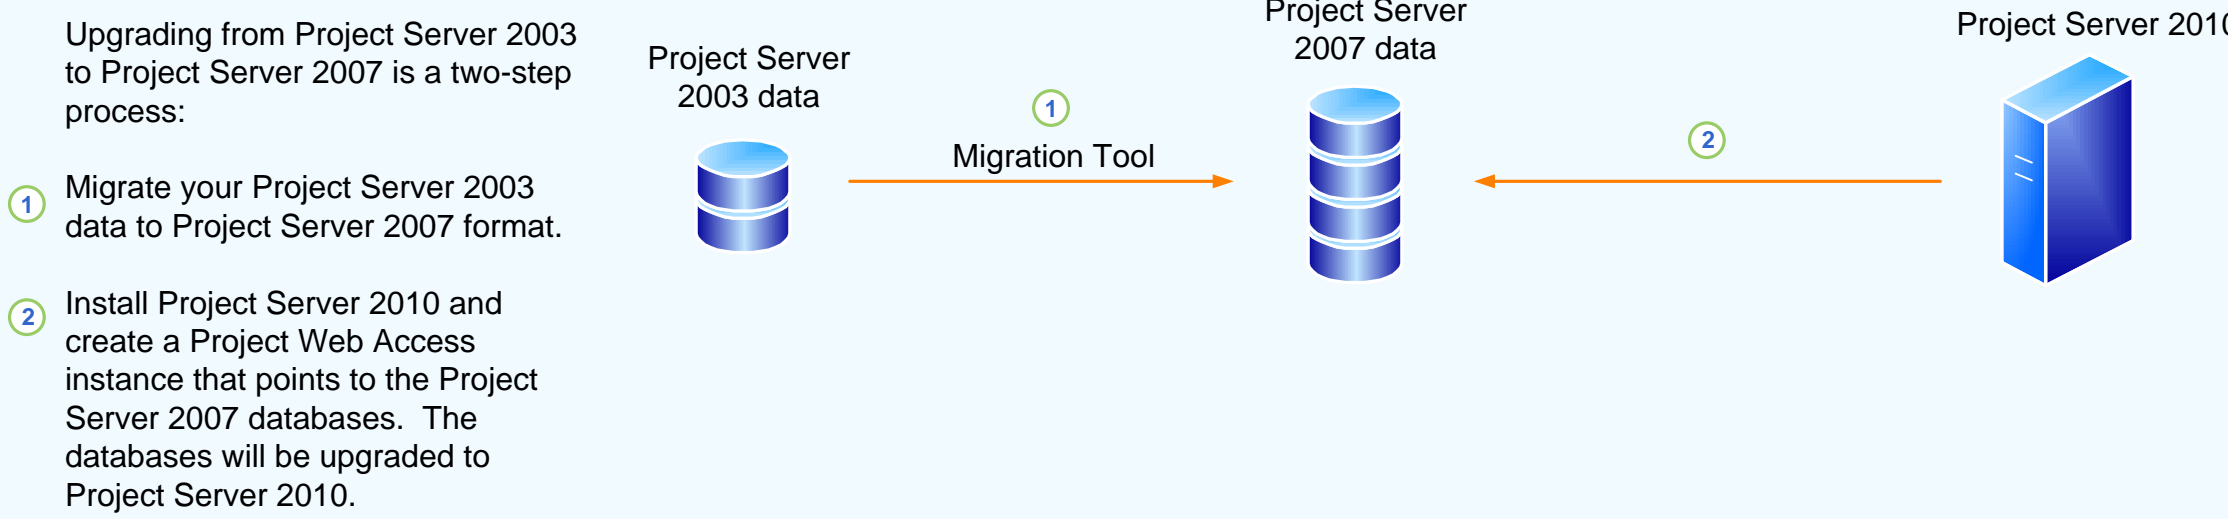 Upgrading from Project Server 2003
to Project Server 2007 is a two-step
process:
1
Migrate your Project Server 2003
data to Project Server 2007 format.
2
Install Project Server 2010 and
create a Project Web Access
instance that points to the Project
Server 2007 databases.  The
databases will be upgraded to
Project Server 2010.
Project Server
2003 data
1
Migration Tool
Project Server
2007 data
2
Project Server 2010